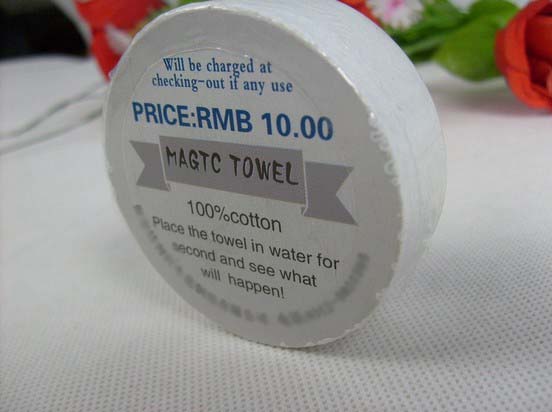 Will be charged at
checking-out if any use
PRICE:RMB 10.00
MAGTC TOWEL
100%cotton
Place the towel in water for
second and see what
will happen!